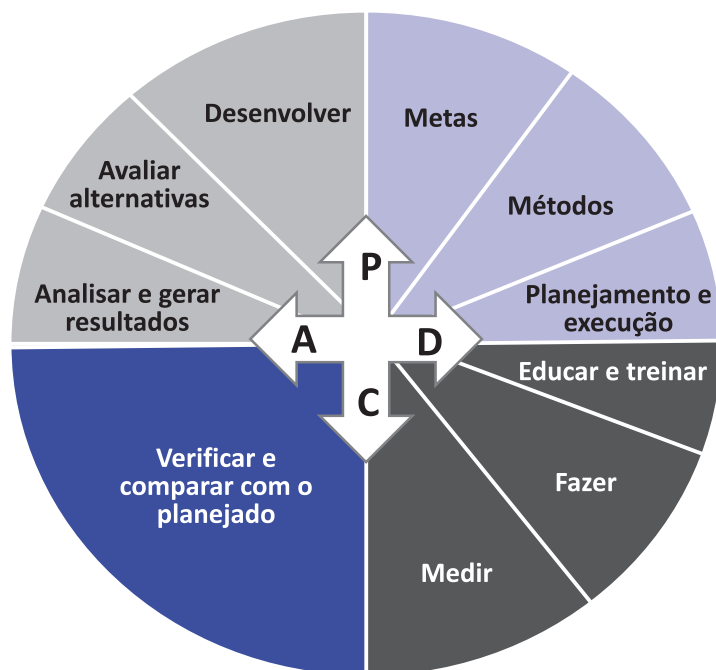 Desenvolver
Metas
Avaliar
alternativas
Métodos
Analisar e gerar
resultados
Planejamento e
execução
P
A
D
C
Educar e treinar
Fazer
Medir
Verificar e
comparar com o
planejado